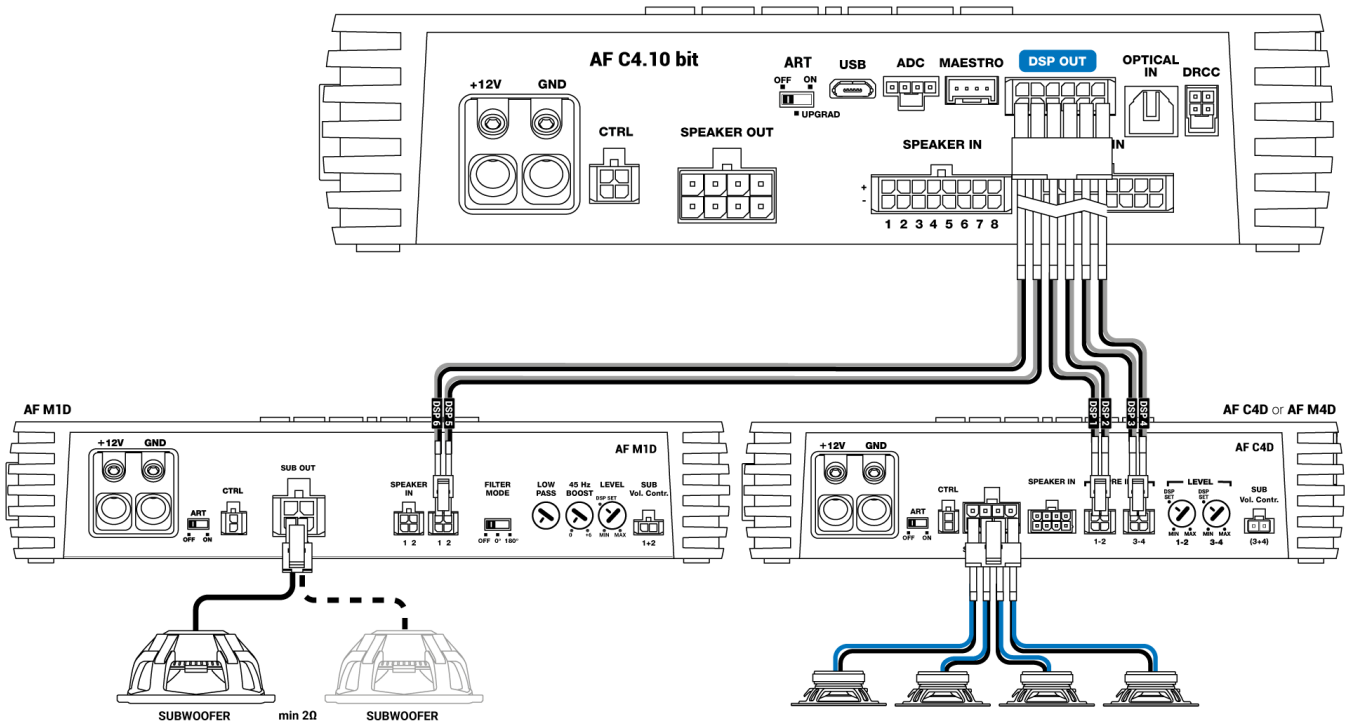 AF C4.10 bit
+12V GND
CTRL
SPEAKER OUT
ART
OFF ON
UPGRAD
USB
ADC
MAESTRO
DSP OUT
OPTICAL
IN
DRCC
SPEAKER IN
IN
+
-
1 2 3 4 5 6 7 8
AF M1D
DSP 6
DSP 5
DSP 1
DSP 2
DSP 3
DSP 4
AF C4D or AF M4D
+12V GND
ART
OFF ON
CTRL
SUB OUT
SPEAKER
IN
1 2
1 2
FILTER
MODE
OFF 0° 180°
AF M1D
LOW
PASS
45 Hz
BOOST
0 +6
LEVEL
DSP SET
MIN MAX
SUB
Vol. Contr.
1+2
+12V GND
ART
OFF ON
CTRL
SPEAKER IN
1-2
3-4
AF C4D
LEVEL
DSP
SET
DSP
SET
MIN MAX
1-2
MIN MAX
3-4
SUB
Vol. Contr.
(3+4)
SUBWOOFER
min 2Ω
SUBWOOFER